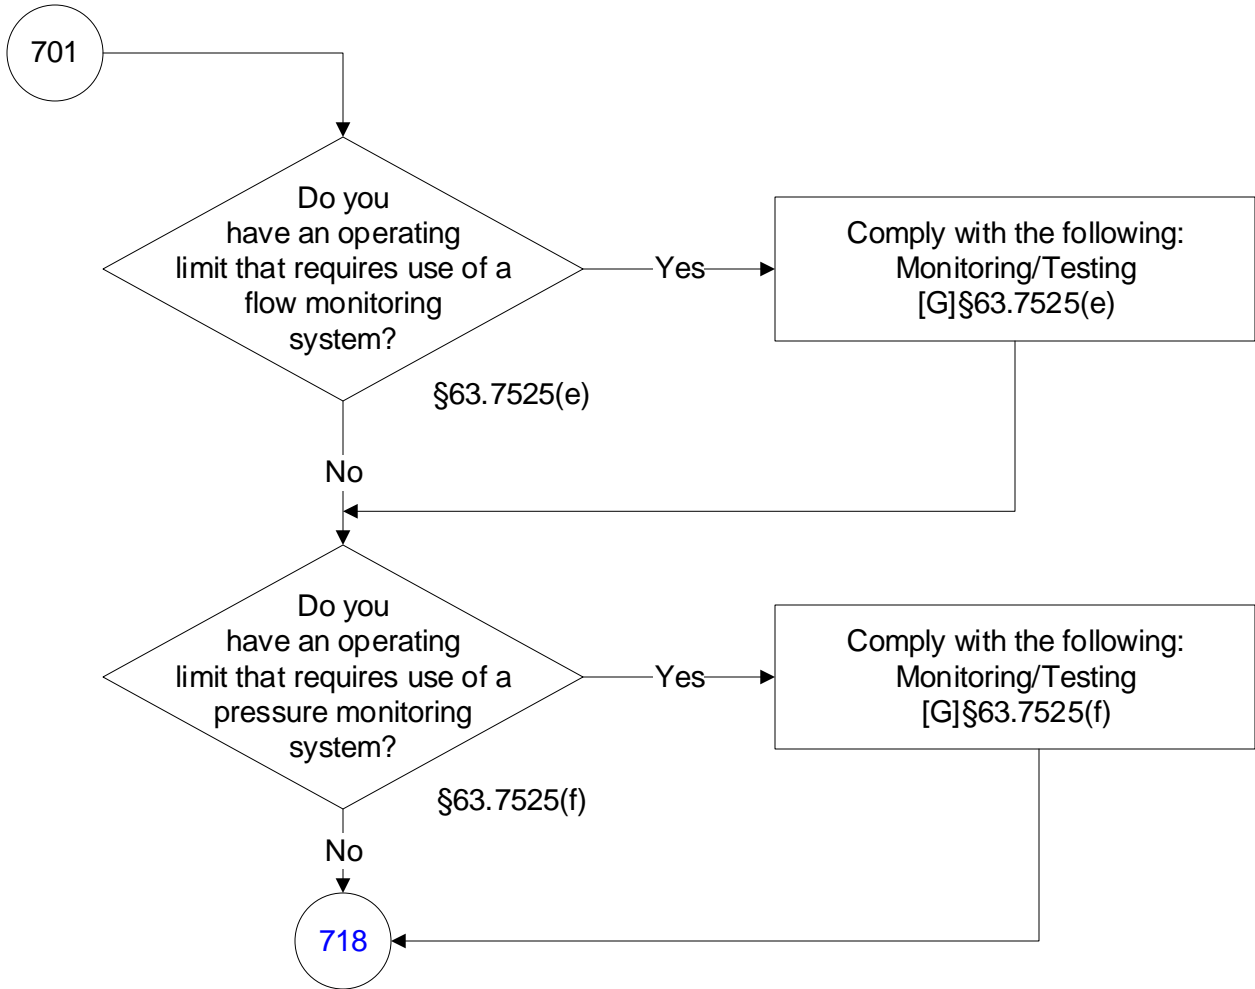 701
Do you
have an operating
limit that requires use of a
flow monitoring
system?
§63.7525(e)
Yes
Comply with the following:
Monitoring/Testing
[G]§63.7525(e)
No
Do you
have an operating
limit that requires use of a
pressure monitoring
system?
§63.7525(f)
Yes
Comply with the following:
Monitoring/Testing
[G]§63.7525(f)
No
718